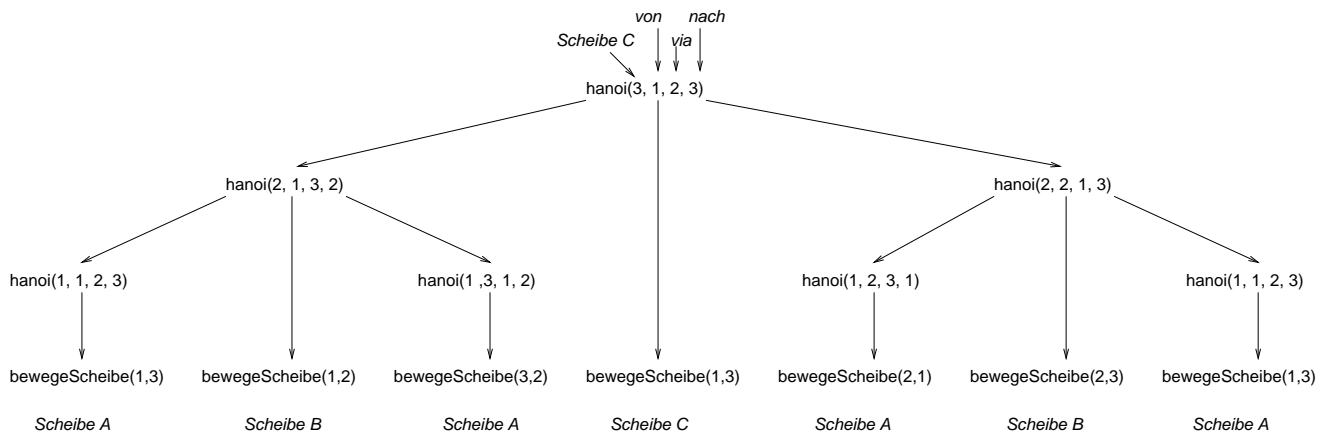 von nach
Scheibe C via
hanoi(3, 1, 2, 3)
hanoi(2, 1, 3, 2) hanoi(2, 2, 1, 3)
hanoi(1, 1, 2, 3) hanoi(1 ,3, 1, 2) hanoi(1, 2, 3, 1) hanoi(1, 1, 2, 3)
bewegeScheibe(1,3) bewegeScheibe(1,2) bewegeScheibe(3,2) bewegeScheibe(1,3) bewegeScheibe(2,1) bewegeScheibe(2,3) bewegeScheibe(1,3)
Scheibe A Scheibe B Scheibe A Scheibe C Scheibe A Scheibe B Scheibe A